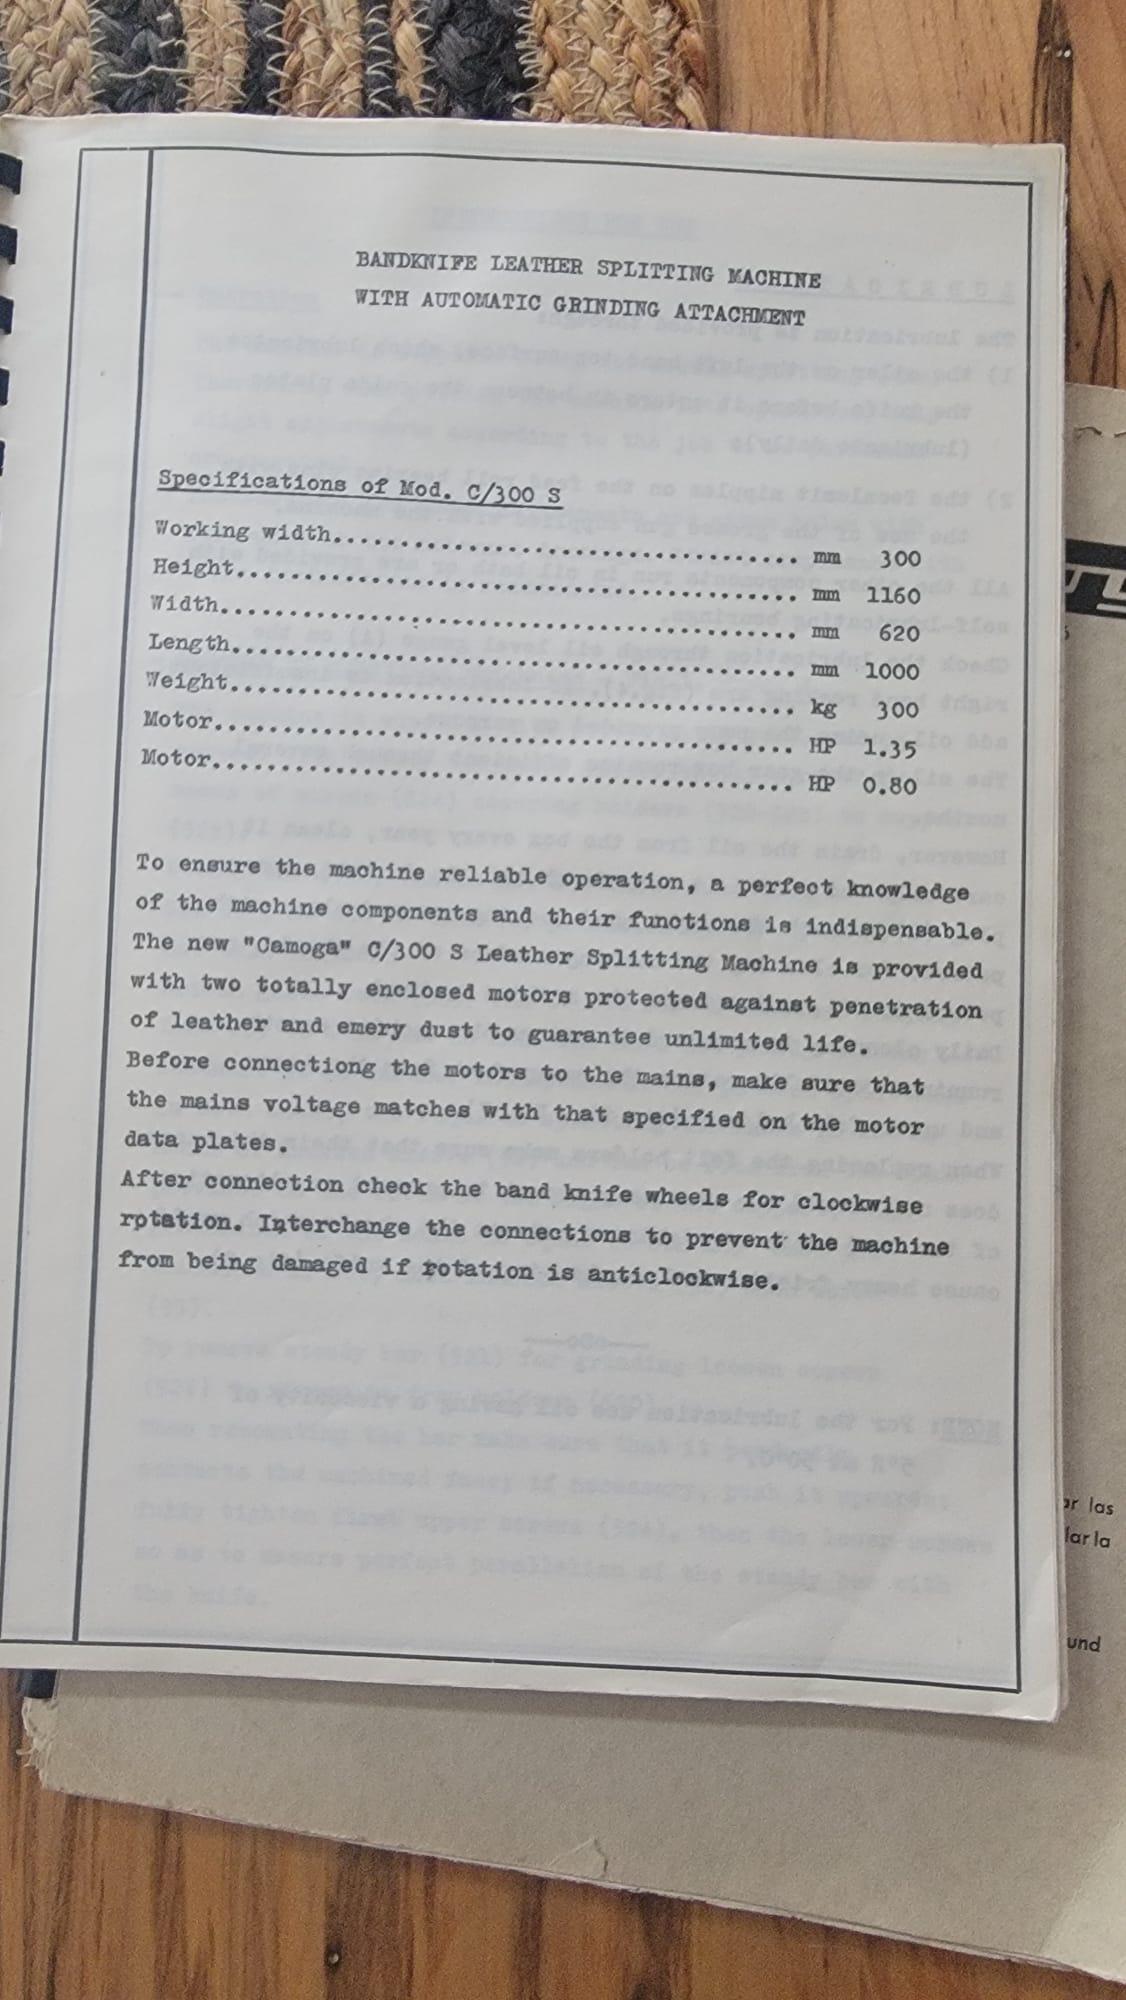 BANDKNIFE LEATHER SPLITTING MACHINE
WITH AUTOMATIC GRINDING ATTACHMENT
Specifications of Mod. C/300 S
Working width................................... mm 300
Height.......................................... mm 1160
Width........................................... mm 620
Length.......................................... mm 1000
Weight.......................................... kg 300
Motor........................................... HP 1.35
Motor........................................... HP 0.80
To ensure the machine reliable operation, a perfect knowledge
of the machine components and their functions is indispensable.
The new "Camoga" C/300 S Leather Splitting Machine is provided
with two totally enclosed motors protected against penetration
of leather and emery dust to guarantee unlimited life.
Before connectiong the motors to the mains, make sure that
the mains voltage matches with that specified on the motor
data plates.
After connection check the band knife wheels for clockwise
rptation. Interchange the connections to prevent the machine
from being damaged if rotation is anticlockwise.
las
und